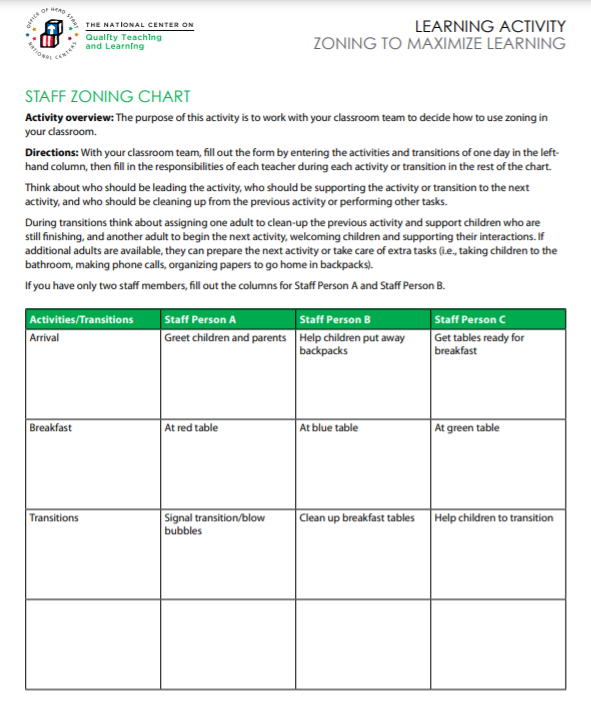 OFFICE OF HEAD START
NATIONAL CENTERS
THE NATIONAL CENTER ON
Quality Teaching
and Learning
LEARNING ACTIVITY
ZONING TO MAXIMIZE LEARNING
STAFF ZONING CHART
Activity overview: The purpose of this activity is to work with your classroom team to decide how to use zoning in
your classroom.
Directions: With your classroom team, fill out the form by entering the activities and transitions of one day in the left-
hand column, then fill in the responsibilities of each teacher during each activity or transition in the rest of the chart.
Think about who should be leading the activity, who should be supporting the activity or transition to the next
activity, and who should be cleaning up from the previous activity or performing other tasks.
During transitions think about assigning one adult to clean-up the previous activity and support children who are
still finishing, and another adult to begin the next activity, welcoming children and supporting their interactions. If
additional adults are available, they can prepare the next activity or take care of extra tasks (i.e., taking children to the
bathroom, making phone calls, organizing papers to go home in backpacks).
If you have only two staff members, fill out the columns for Staff Person A and Staff Person B.
Activities/Transitions Staff Person A Staff Person B Staff Person C
Arrival Greet children and parents Help children put away Get tables ready for
backpacks breakfast
Breakfast At red table At blue table At green table
Transitions Signal transition/blow Clean up breakfast tables Help children to transition
bubbles